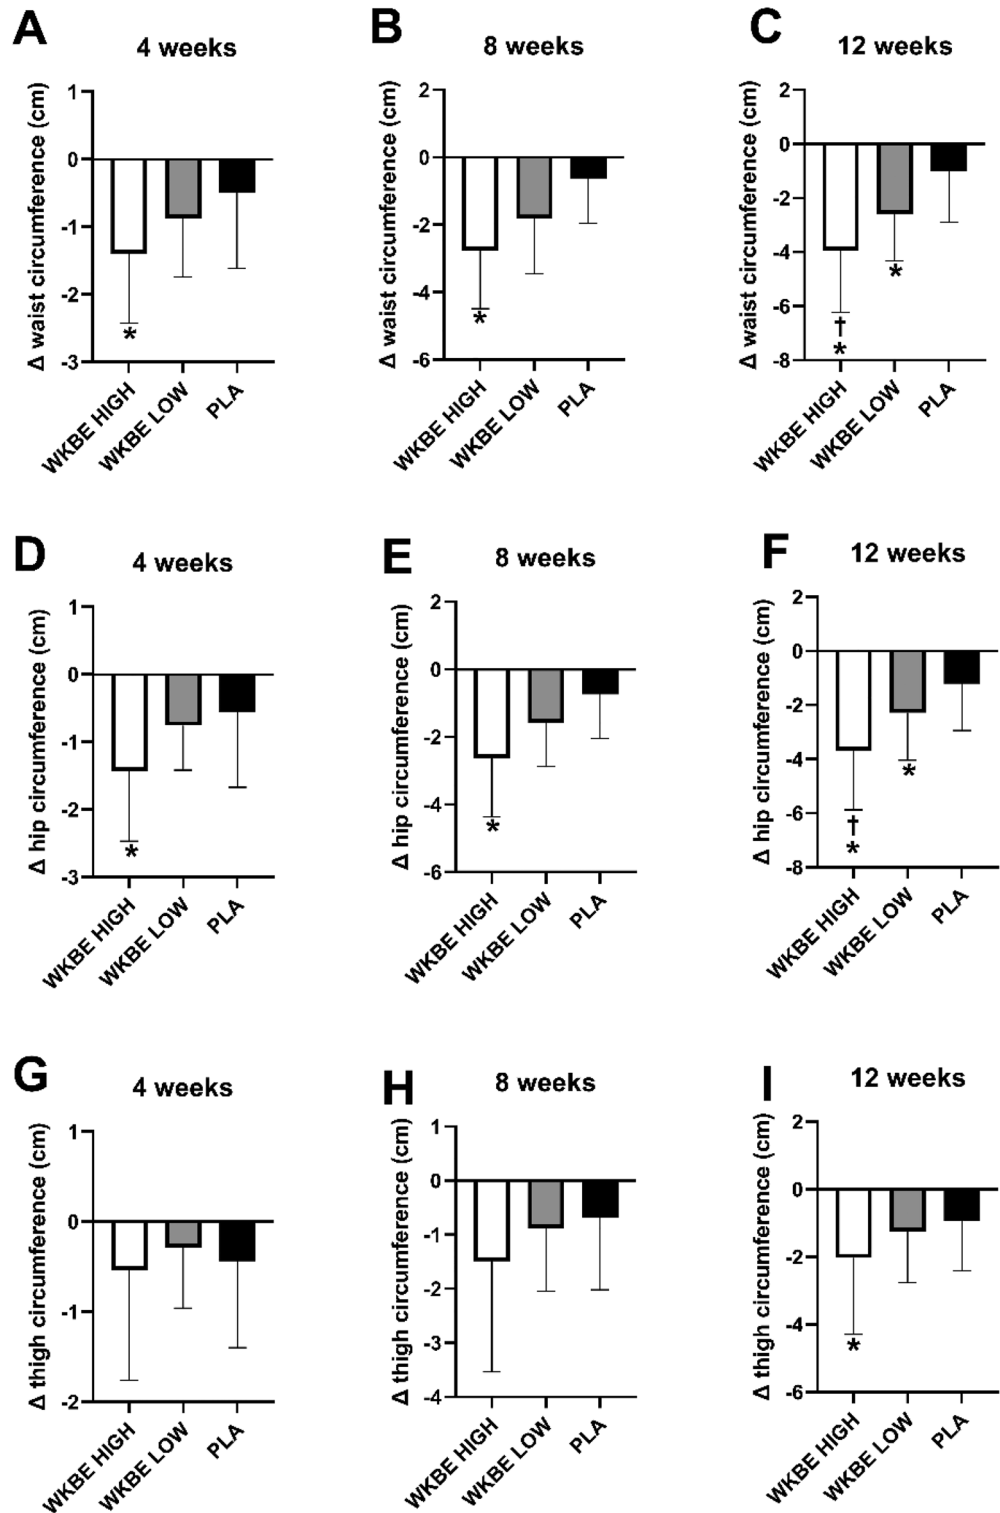 A
4 weeks
Δ waist circumference (cm)
1
0
-1
-2
-3
*
WKBE HIGH
WKBE LOW
PLA
B
8 weeks
Δ waist circumference (cm)
2
0
-2
-4
-6
*
WKBE HIGH
WKBE LOW
PLA
C
12 weeks
Δ waist circumference (cm)
2
0
-2
-4
-6
-8
†
*
*
WKBE HIGH
WKBE LOW
PLA
D
4 weeks
Δ hip circumference (cm)
1
0
-1
-2
-3
*
WKBE HIGH
WKBE LOW
PLA
E
8 weeks
Δ hip circumference (cm)
2
0
-2
-4
-6
*
WKBE HIGH
WKBE LOW
PLA
F
12 weeks
Δ hip circumference (cm)
2
0
-2
-4
-6
-8
†
*
*
WKBE HIGH
WKBE LOW
PLA
G
4 weeks
Δ thigh circumference (cm)
1
0
-1
-2
WKBE HIGH
WKBE LOW
PLA
H
8 weeks
Δ thigh circumference (cm)
1
0
-1
-2
-3
-4
WKBE HIGH
WKBE LOW
PLA
I
12 weeks
Δ thigh circumference (cm)
2
0
-2
-4
-6
*
WKBE HIGH
WKBE LOW
PLA